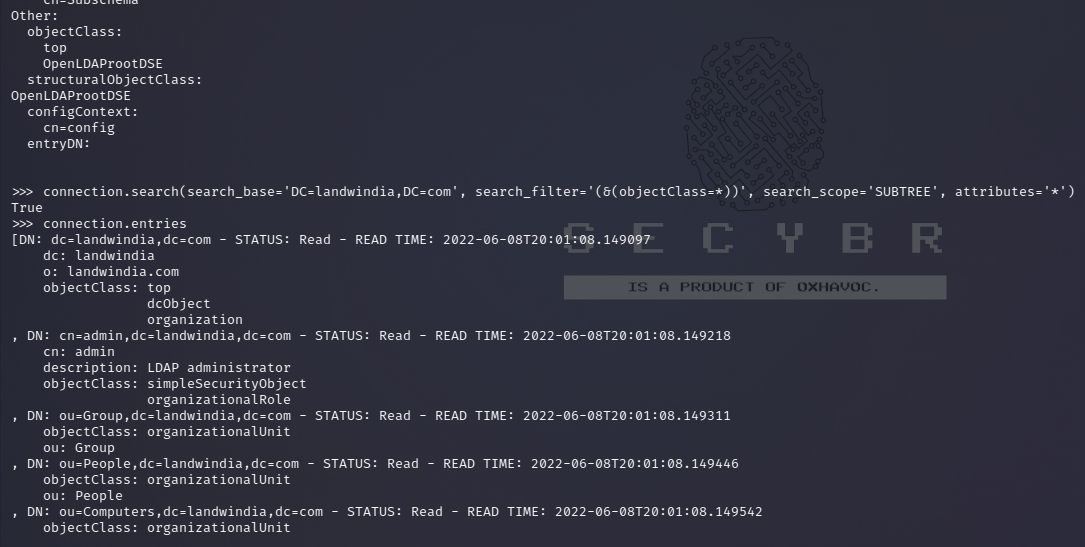 cn=Subschema
Other:
objectClass:
top
OpenLDAProotDSE
structuralObjectClass:
OpenLDAProotDSE
configContext:
cn=config
entryDN:
>>> connection.search(search_base='DC=landwindia,DC=com', search_filter='(&(objectClass=*))', search_scope='SUBTREE', attributes='*')
True
>>> connection.entries
[DN: dc=landwindia,dc=com - STATUS: Read - READ TIME: 2022-06-08T20:01:08.149097
dc: landwindia
o: landwindia.com
objectClass: top
dcObject
organization
, DN: cn=admin,dc=landwindia,dc=com - STATUS: Read - READ TIME: 2022-06-08T20:01:08.149218
cn: admin
description: LDAP administrator
objectClass: simpleSecurityObject
organizationalRole
, DN: ou=Group,dc=landwindia,dc=com - STATUS: Read - READ TIME: 2022-06-08T20:01:08.149311
objectClass: organizationalUnit
ou: Group
, DN: ou=People,dc=landwindia,dc=com - STATUS: Read - READ TIME: 2022-06-08T20:01:08.149446
objectClass: organizationalUnit
ou: People
, DN: ou=Computers,dc=landwindia,dc=com - STATUS: Read - READ TIME: 2022-06-08T20:01:08.149542
objectClass: organizationalUnit
SECYBR
IS A PRODUCT OF 0XHAV0C.